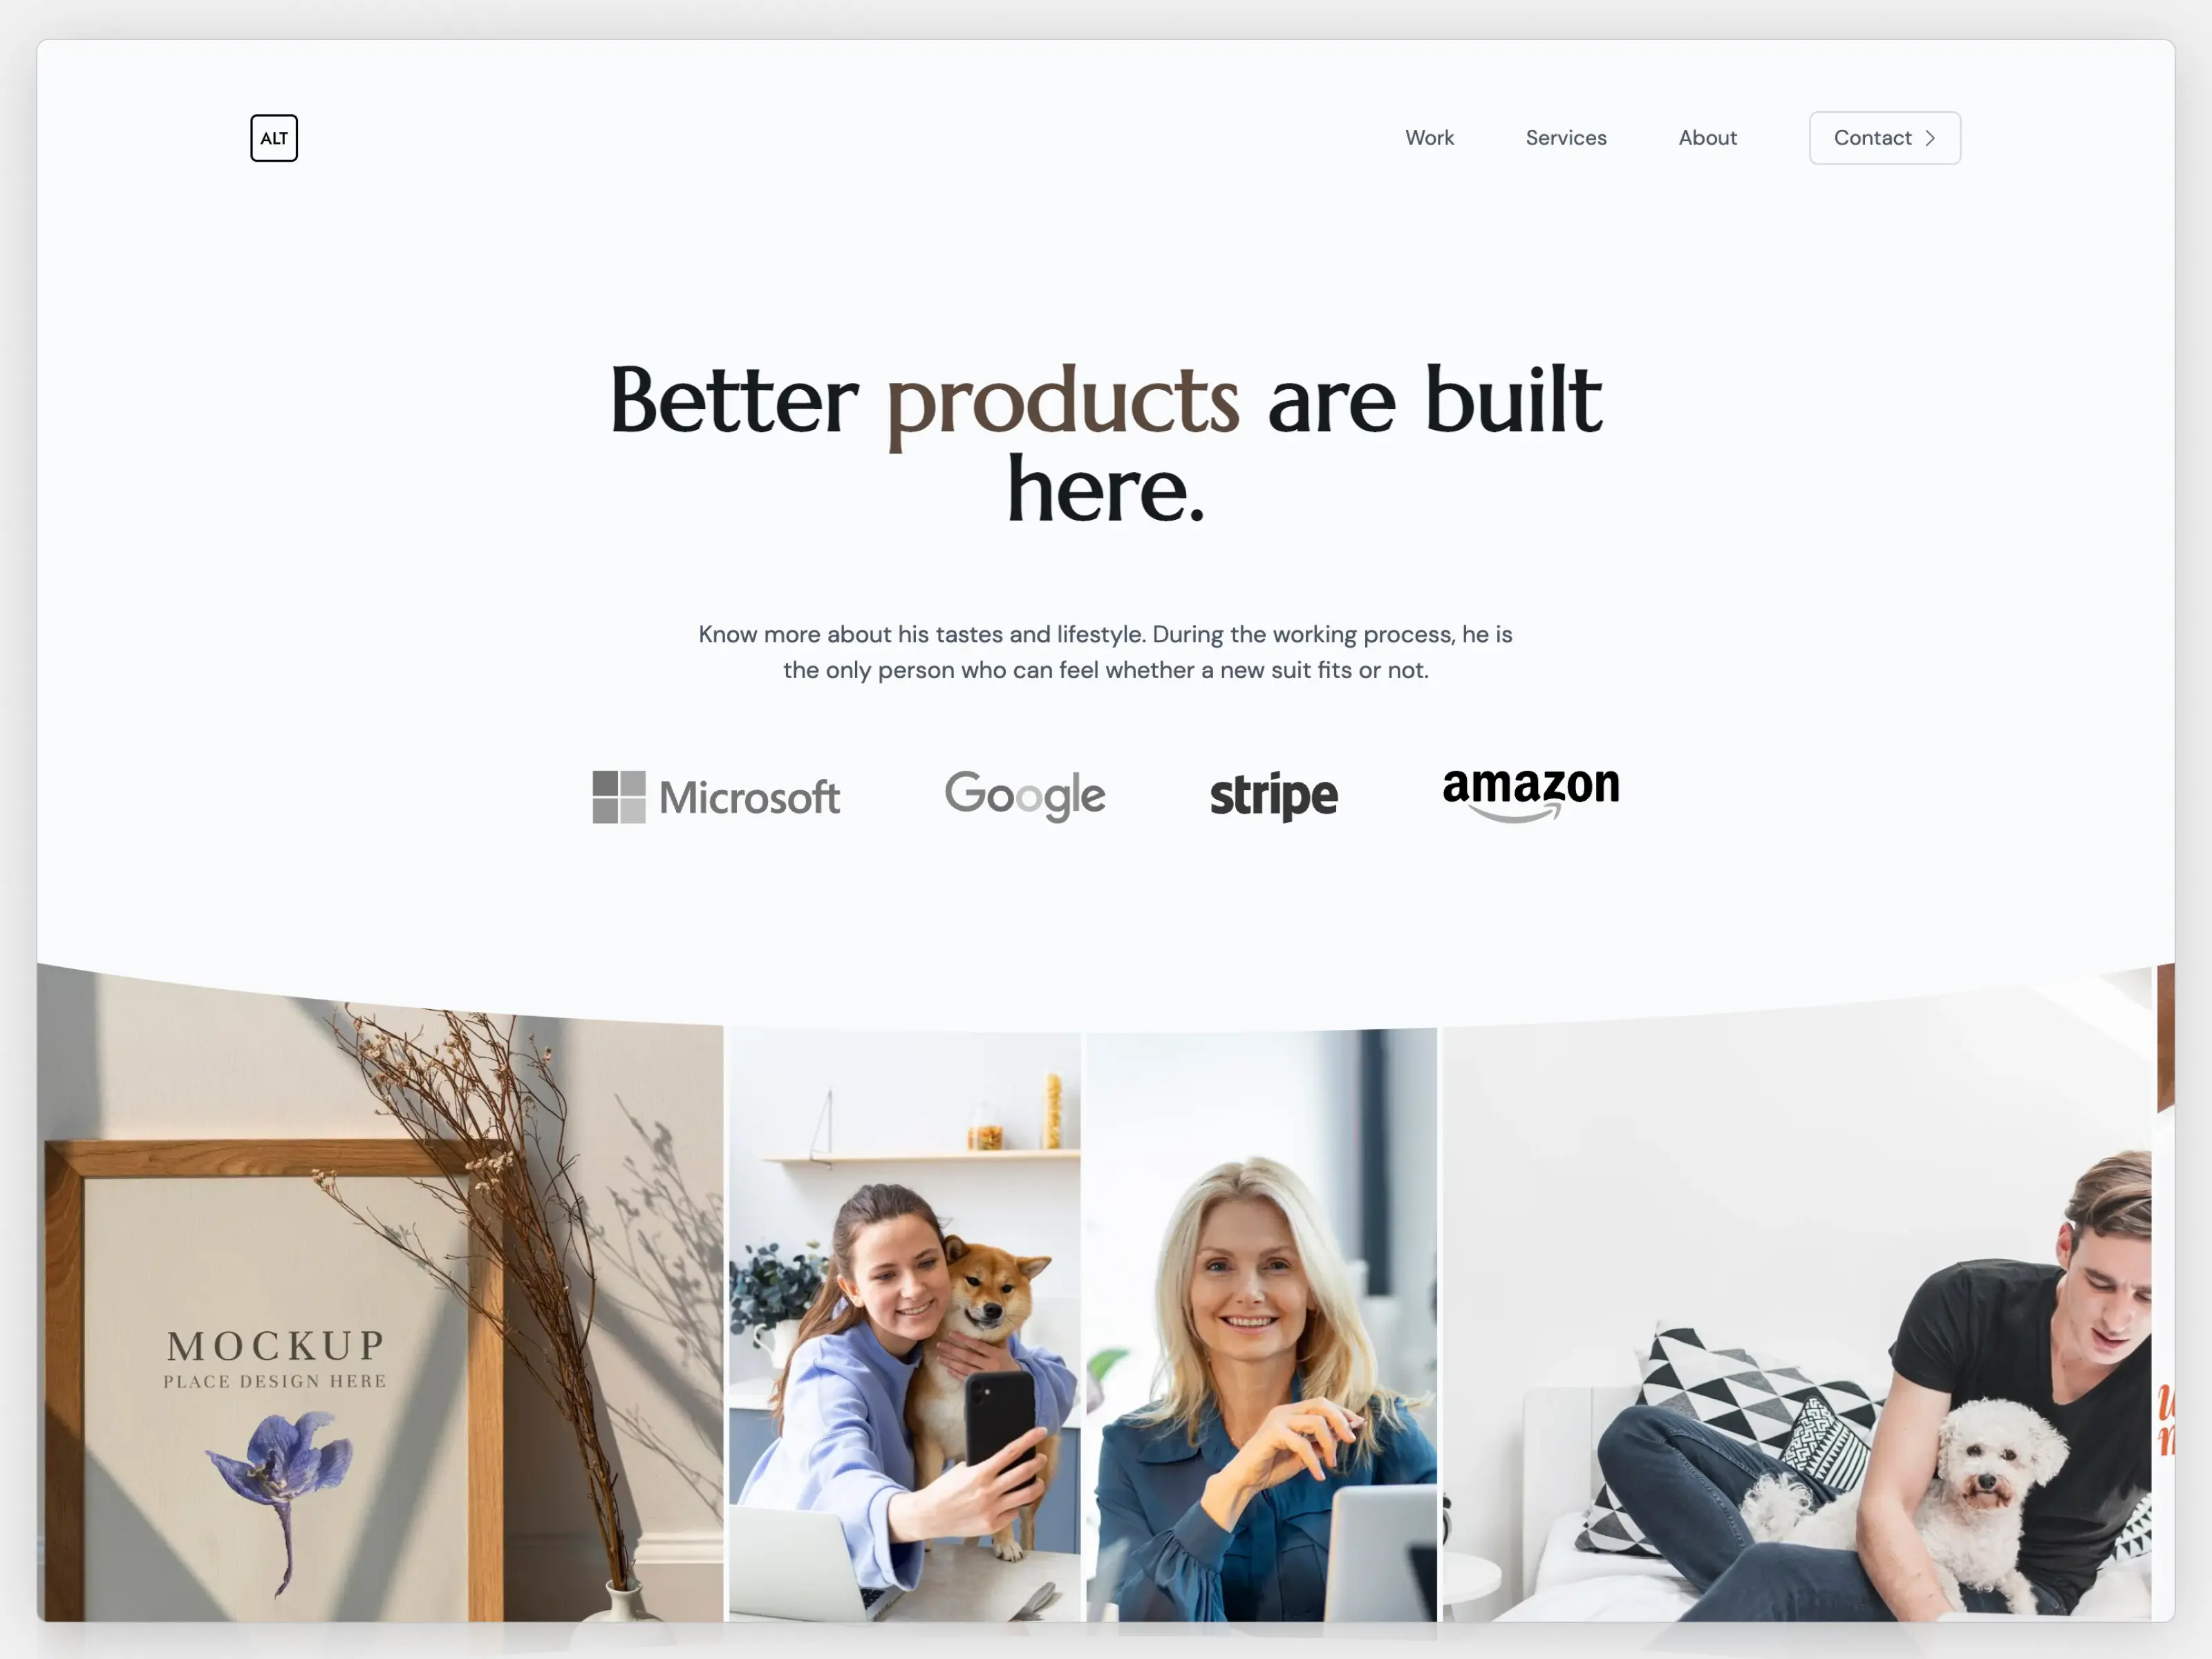 ALT
Work
Services
About
Contact
Better products are built
here.
Know more about his tastes and lifestyle. During the working process, he is
the only person who can feel whether a new suit fits or not.
Microsoft
Google
stripe
amazon
MOCKUP
PLACE DESIGN HERE